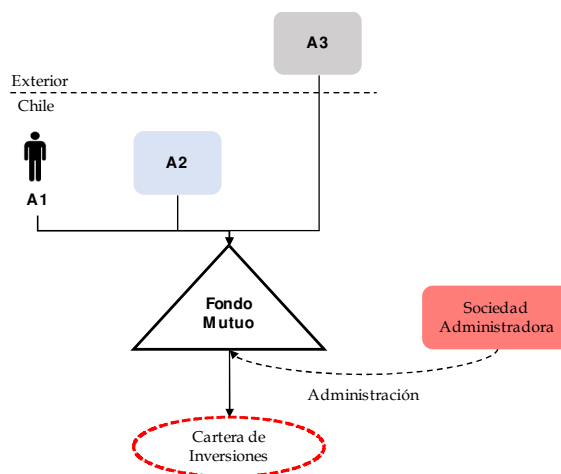 A3
Exterior
Chile
A2
A1
Fondo
Mutuo
Sociedad
Administradora
Administración
Cartera de
Inversiones